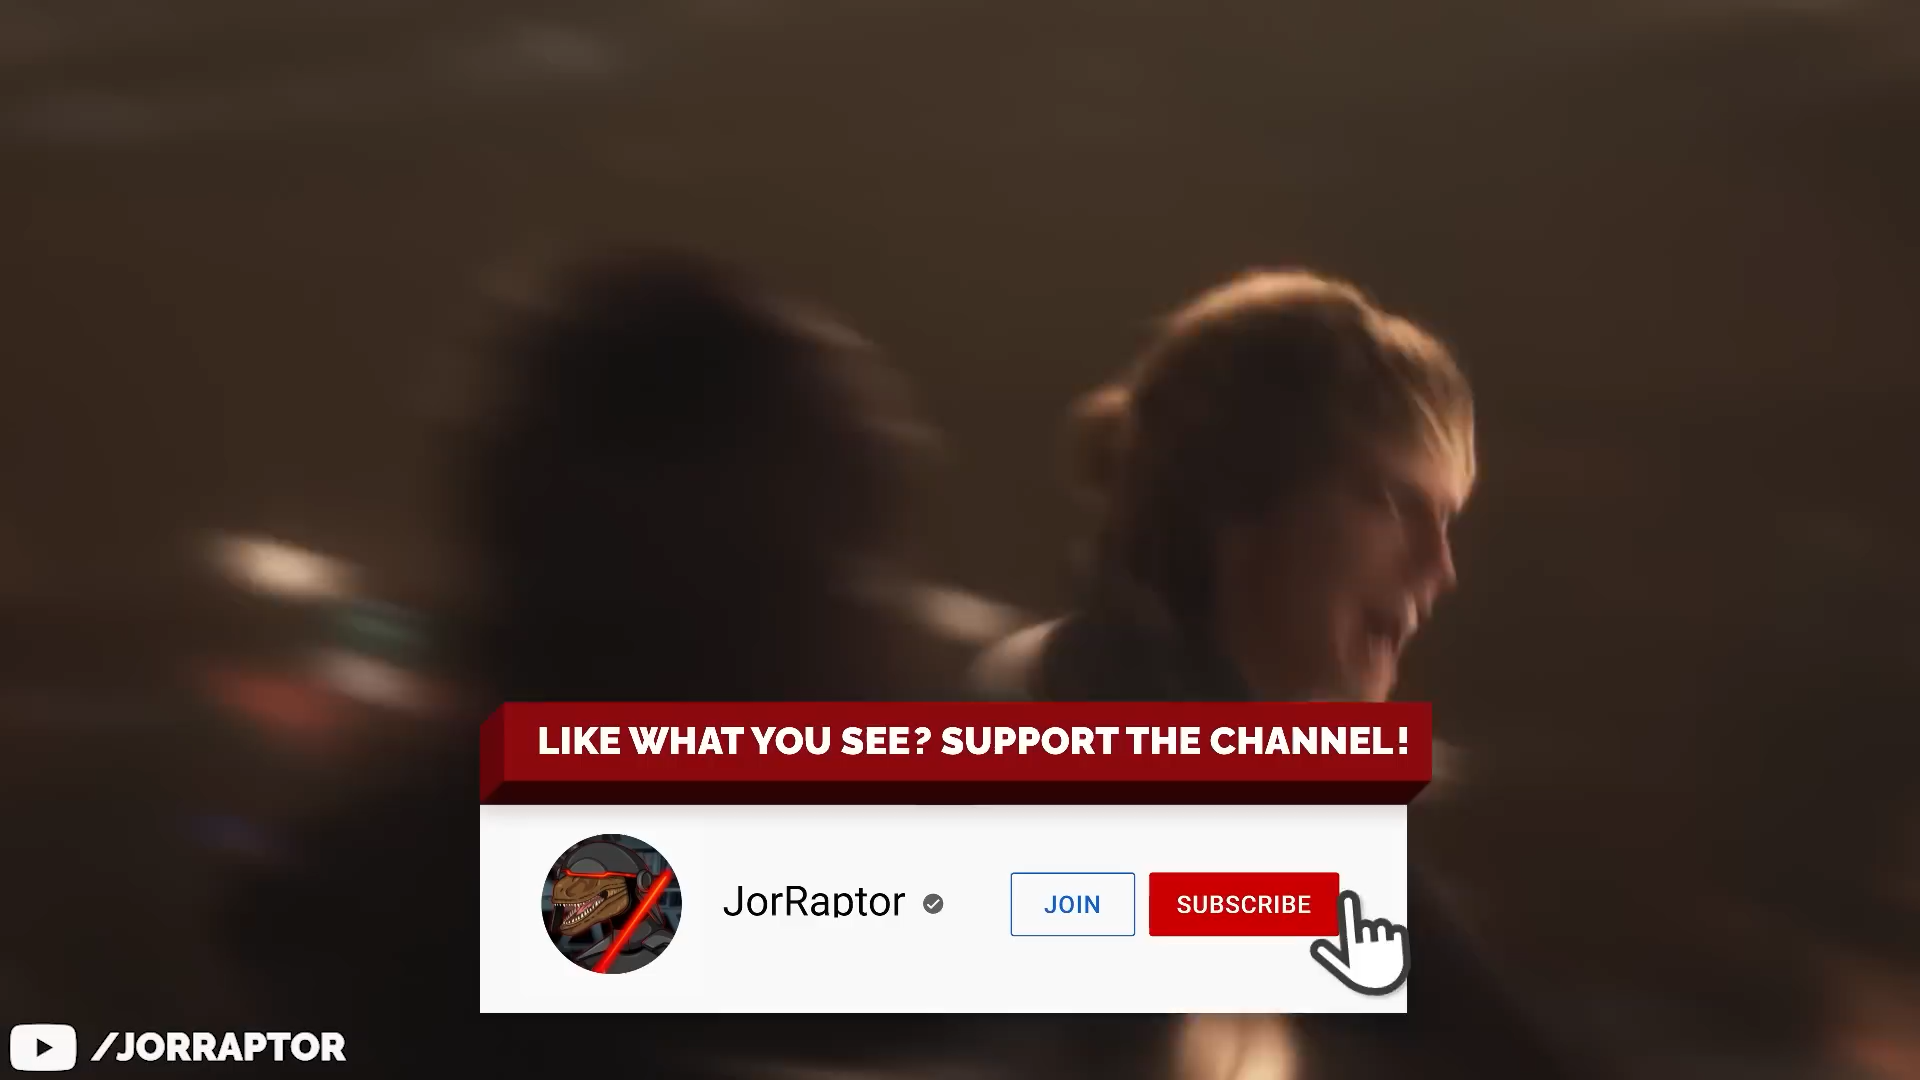 LIKE WHAT YOU SEE? SUPPORT THE CHANNEL!
JorRaptor
JOIN
SUBSCRIBE
/JORRAPTOR